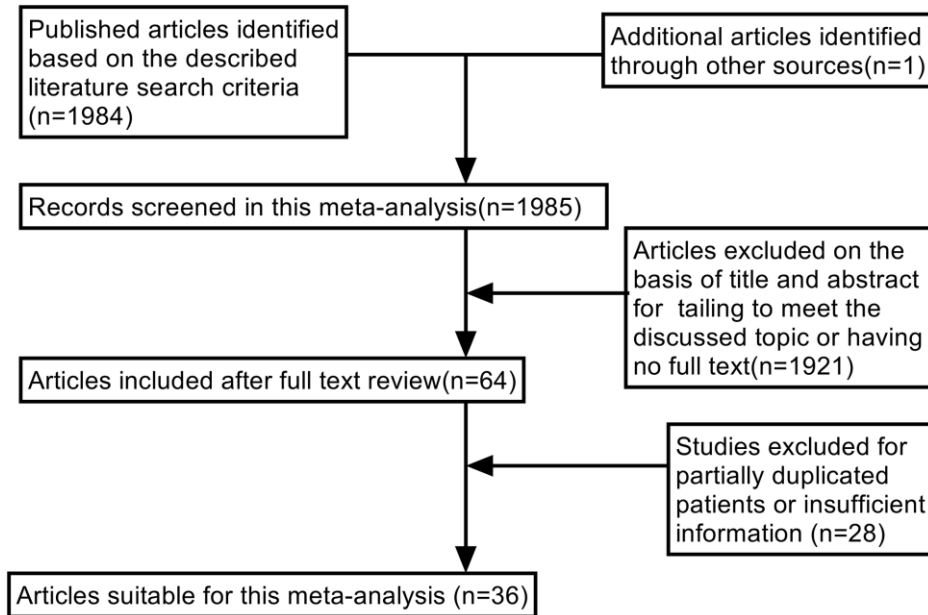 Published articles identified
based on the described
literature search criteria
(n=1984)
Additional articles identified
through other sources(n=1)
Records screened in this meta-analysis(n=1985)
Articles excluded on the
basis of title and abstract
for  tailing to meet the
discussed topic or having
no full text(n=1921)
Articles included after full text review(n=64)
Studies excluded for
partially duplicated
patients or insufficient
information (n=28)
Articles suitable for this meta-analysis (n=36)